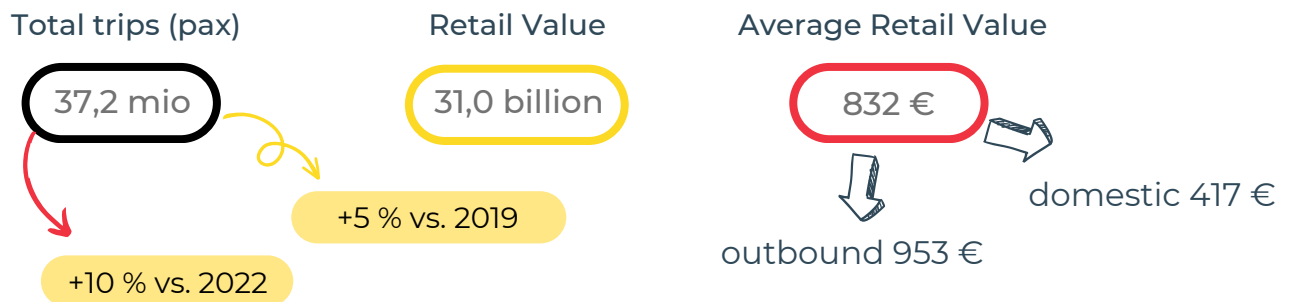 Total trips (pax)
Retail Value
Average Retail Value
37,2 mio
31,0 billion
832 €
domestic 417 €
+5 % vs. 2019
outbound 953 €
+10 % vs. 2022